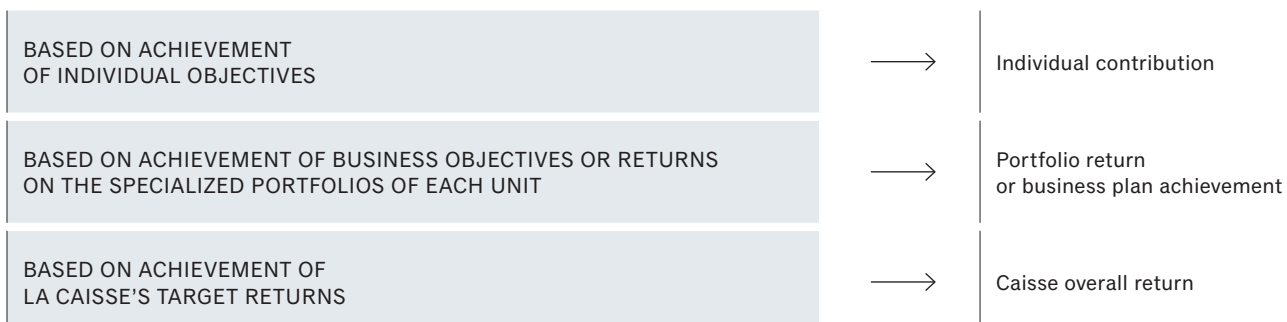 BASED ON ACHIEVEMENT
OF INDIVIDUAL OBJECTIVES
Individual contribution
BASED ON ACHIEVEMENT OF BUSINESS OBJECTIVES OR RETURNS
ON THE SPECIALIZED PORTFOLIOS OF EACH UNIT
Portfolio return
or business plan achievement
BASED ON ACHIEVEMENT OF
LA CAISSE’S TARGET RETURNS
Caisse overall return